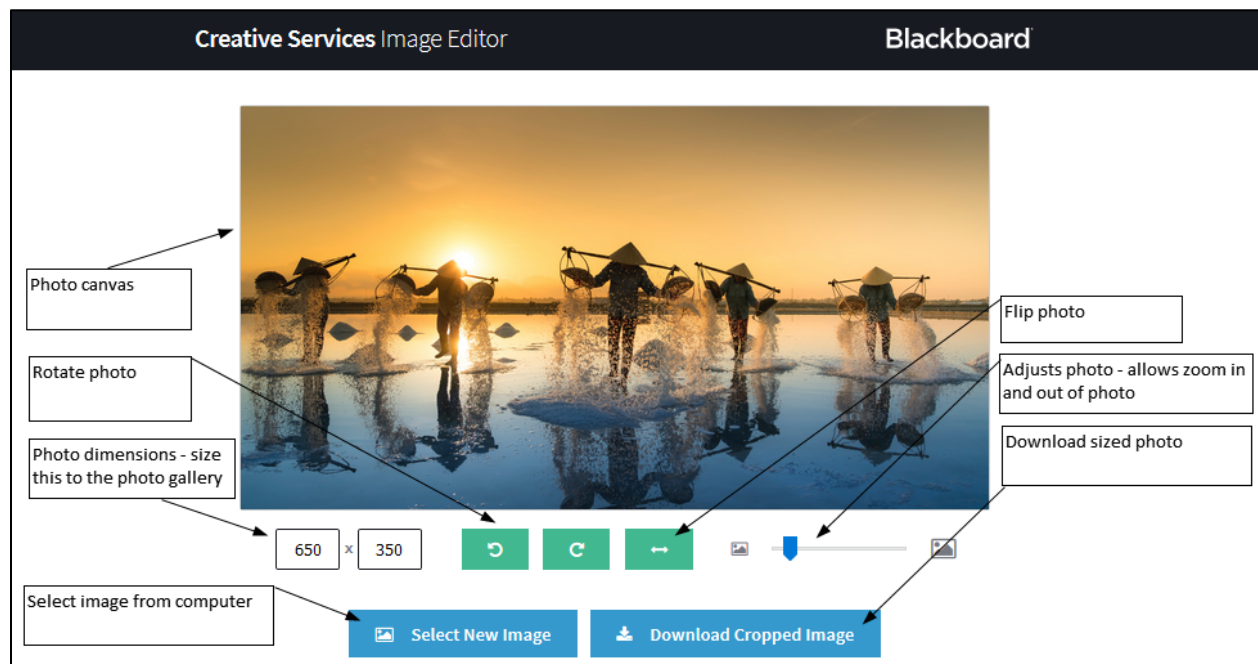 Creative Services Image Editor
Blackboard
Photo canvas
Flip photo
Rotate photo
Adjusts photo - allows zoom in
and out of photo
Photo dimensions - size
this to the photo gallery
Download sized photo
650 x 350
Select image from computer
Select New Image
Download Cropped Image